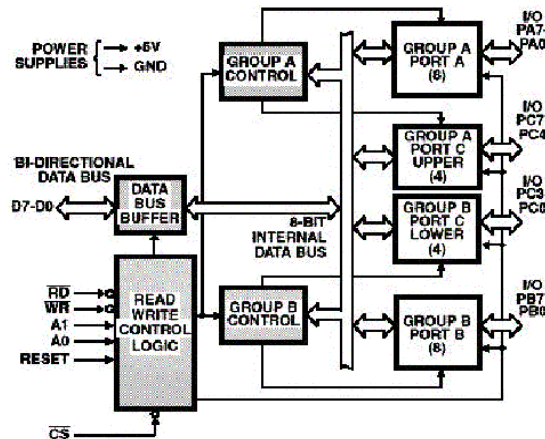 POWER
SUPPLIES
+5V
GND
GROUP A
CONTROL
GROUP A
PORT A
(8)
I/O
PA7-
PA0
GROUP A
PORT C
UPPER
(4)
I/O
PC7-
PC4
BI-DIRECTIONAL
DATA BUS
D7-D0
DATA
BUS
BUFFER
8-BIT
INTERNAL
DATA BUS
GROUP B
PORT C
LOWER
(4)
I/O
PC3-
PC0
RD
WR
A1
A0
RESET
CS
READ
WRITE
CONTROL
LOGIC
GROUP B
CONTROL
GROUP B
PORT B
(8)
I/O
PB7-
PB0